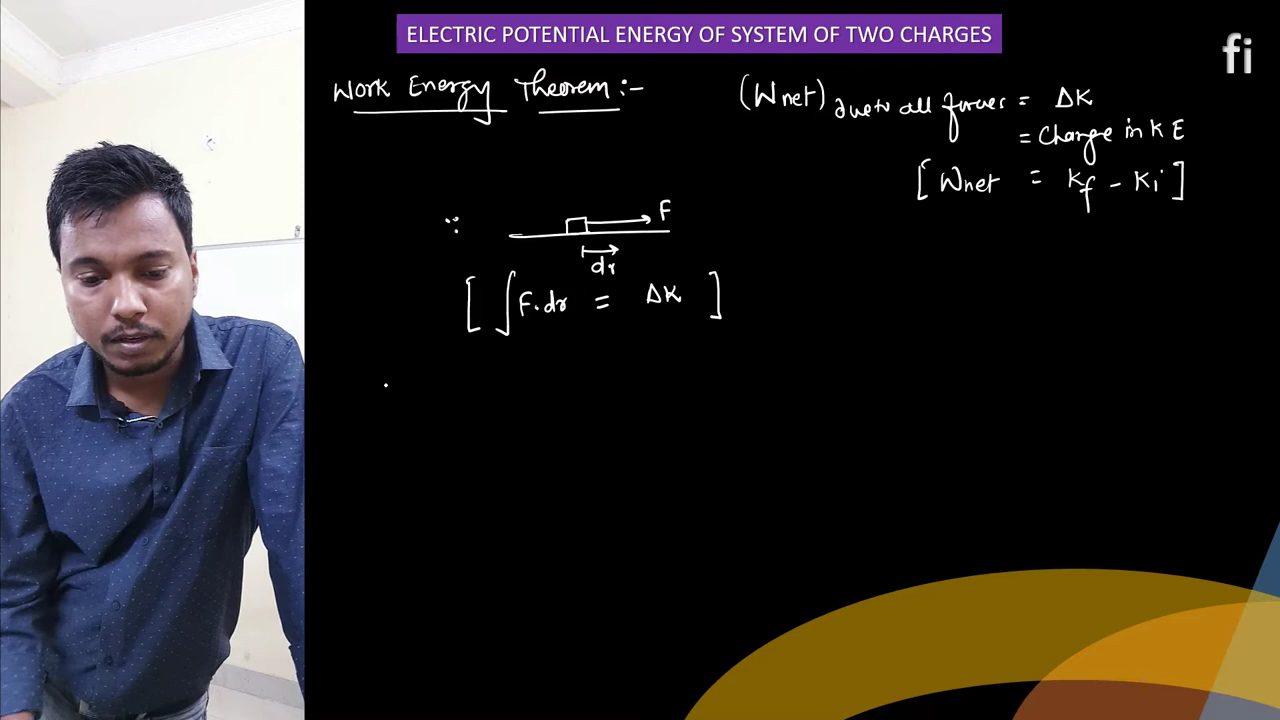 ELECTRIC POTENTIAL ENERGY OF SYSTEM OF TWO CHARGES
fi
Work Energy Theorem :-
(Wnet) due to all forces = ΔK
= Change in K E
[ Wnet = Kf - Ki ]
∵ F
dr
[ ∫F.dr = ΔK ]